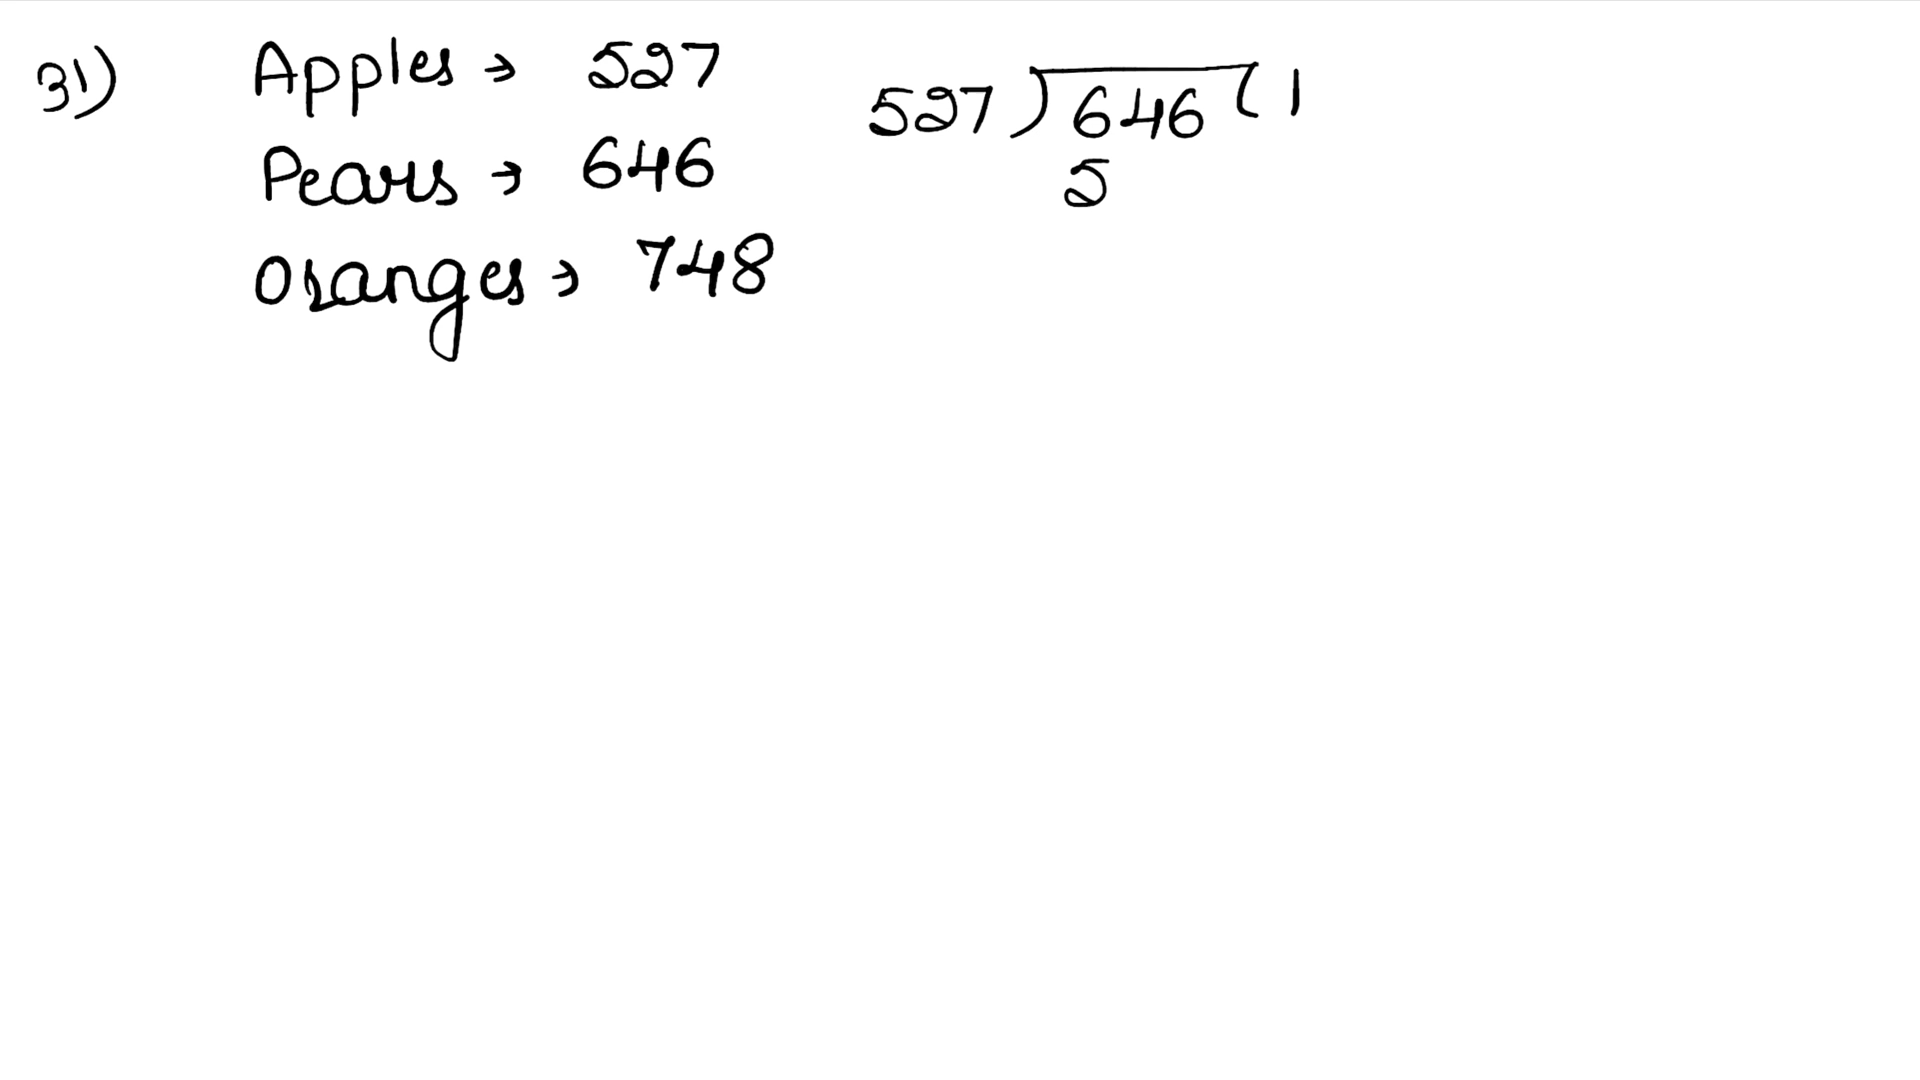 31)
Apples → 527
Pears → 646
Oranges → 748
527 ) 646 ( 1
5